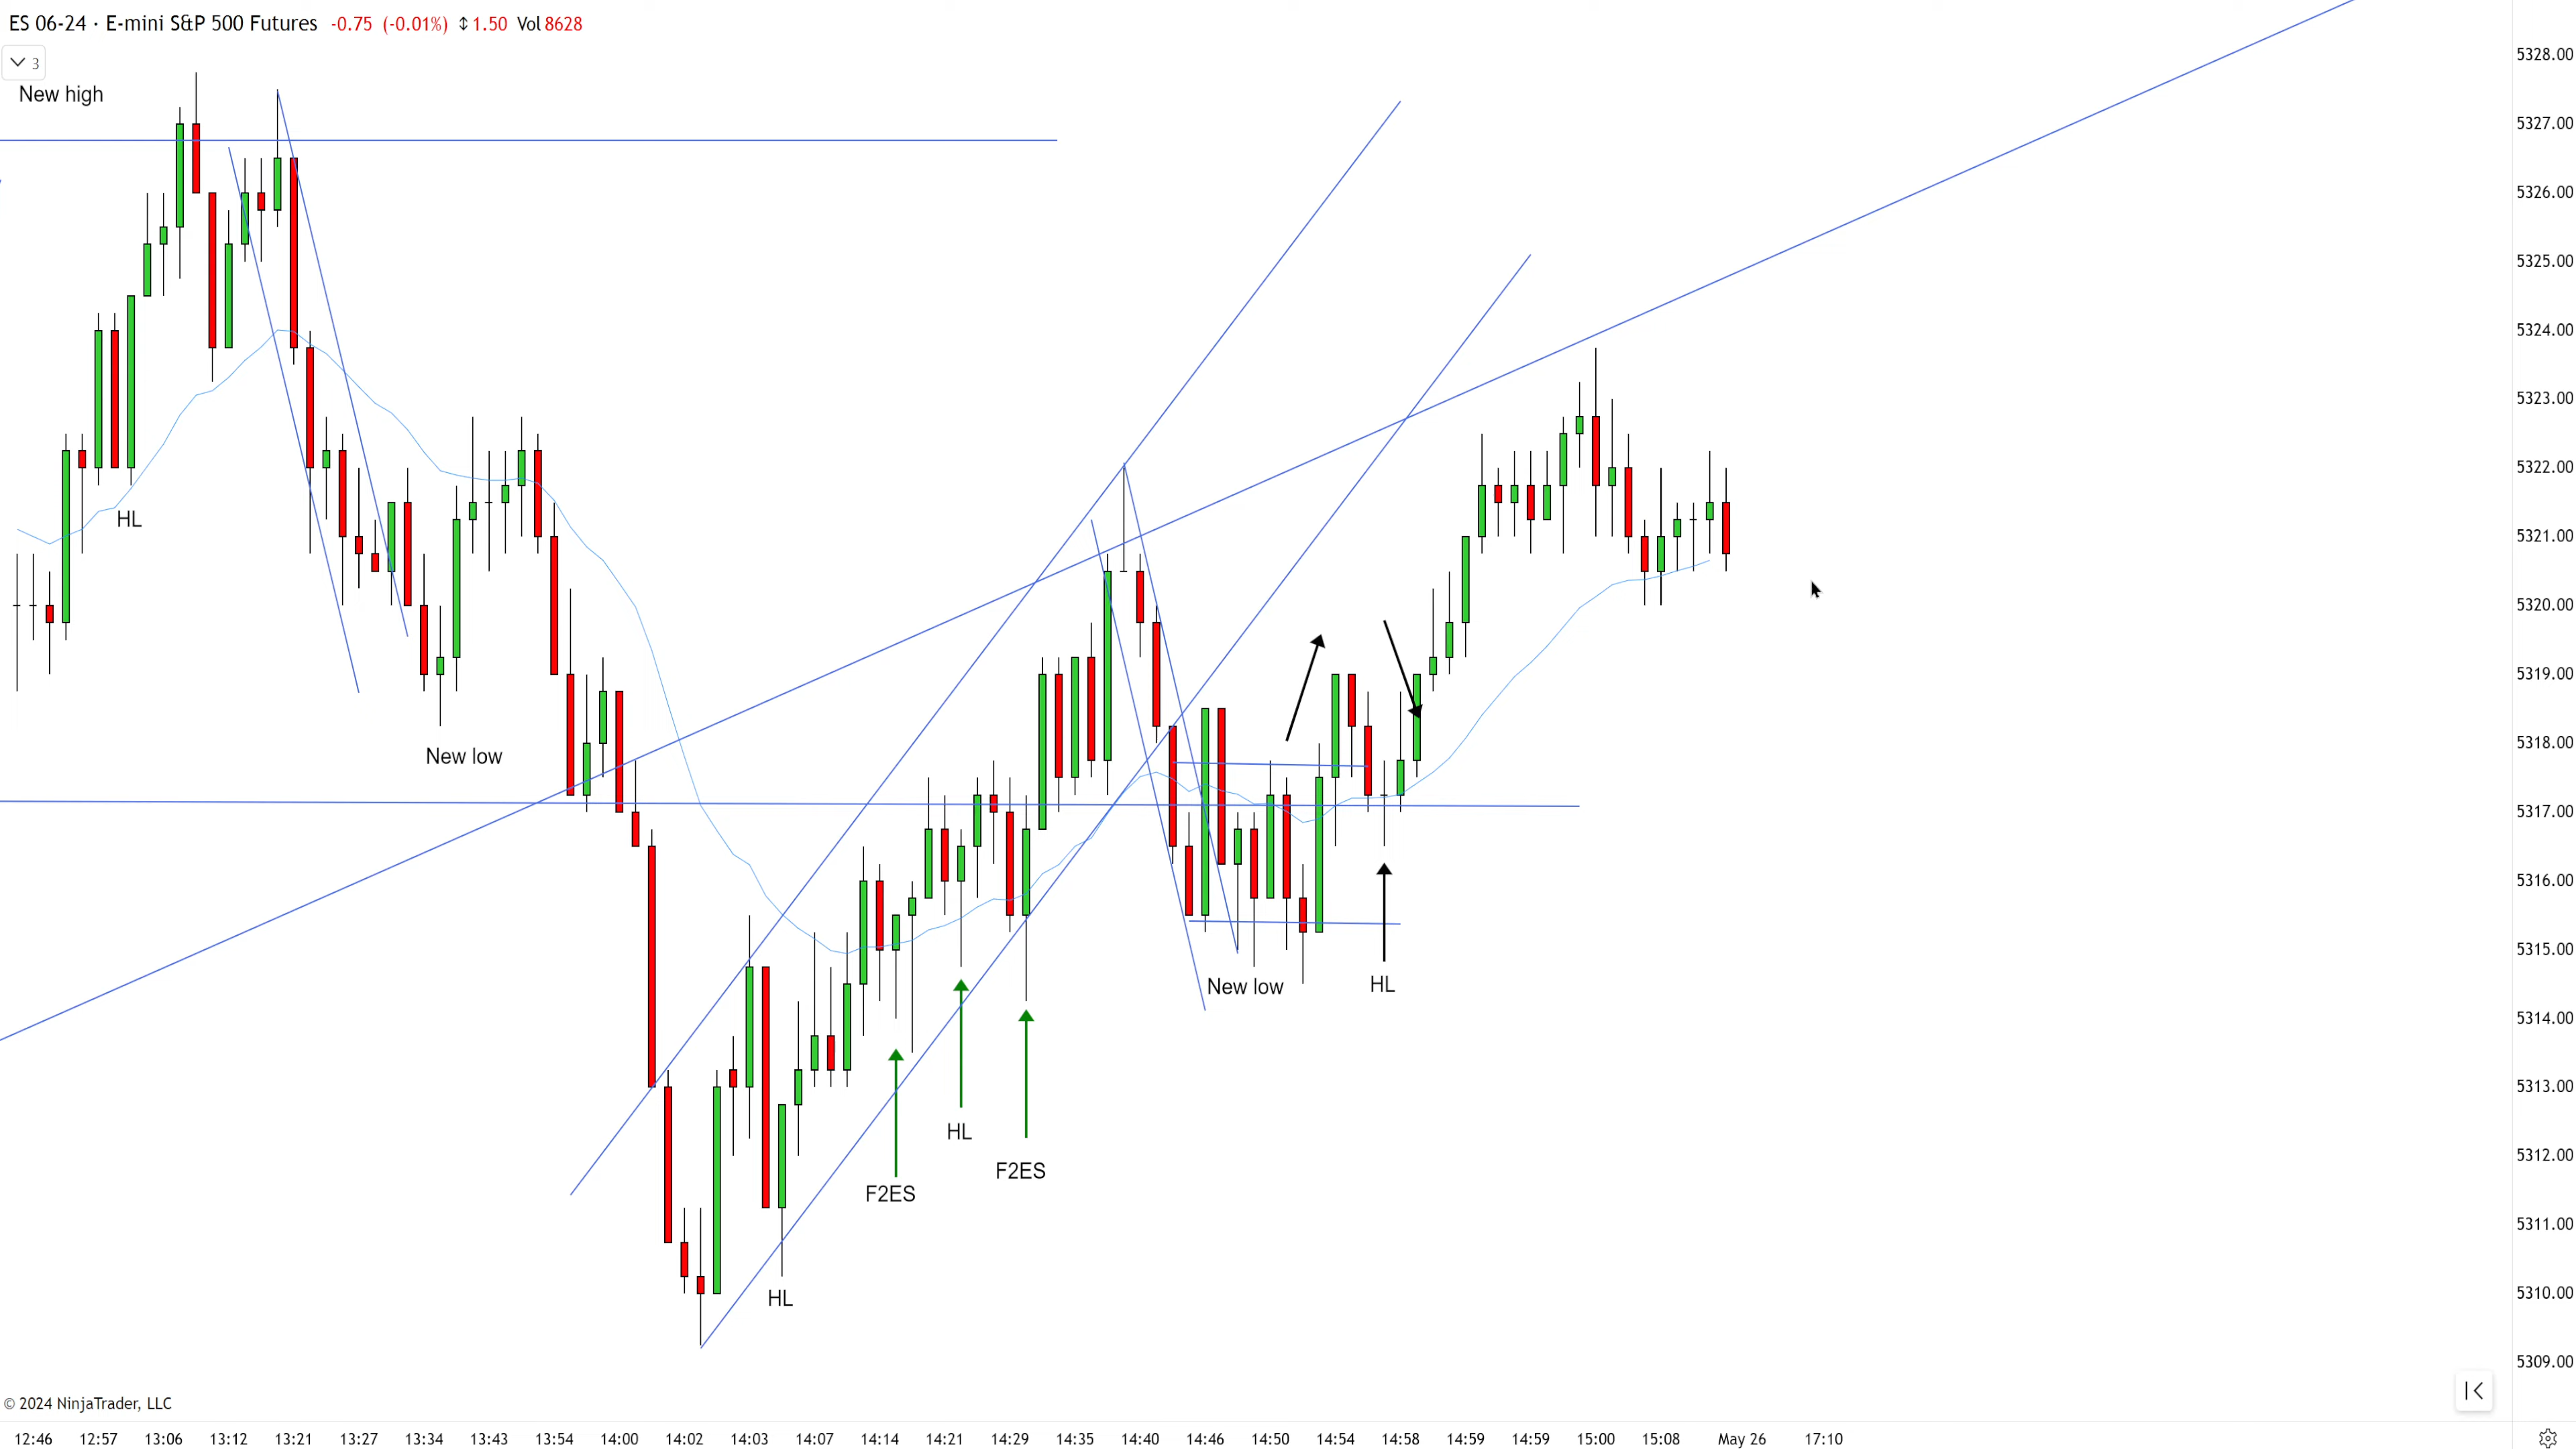 ES 06-24 · E-mini S&P 500 Futures -0.75 (-0.01%) ↕ 1.50 Vol 8628
3
New high
HL
New low
New low
HL
HL
F2ES
F2ES
HL
5328.00
5327.00
5326.00
5325.00
5324.00
5323.00
5322.00
5321.00
5320.00
5319.00
5318.00
5317.00
5316.00
5315.00
5314.00
5313.00
5312.00
5311.00
5310.00
5309.00
© 2024 NinjaTrader, LLC
12:46 12:57 13:06 13:12 13:21 13:27 13:34 13:43 13:54 14:00 14:02 14:03 14:07 14:14 14:21 14:29 14:35 14:40 14:46 14:50 14:54 14:58 14:59 14:59 15:00 15:08 May 26 17:10